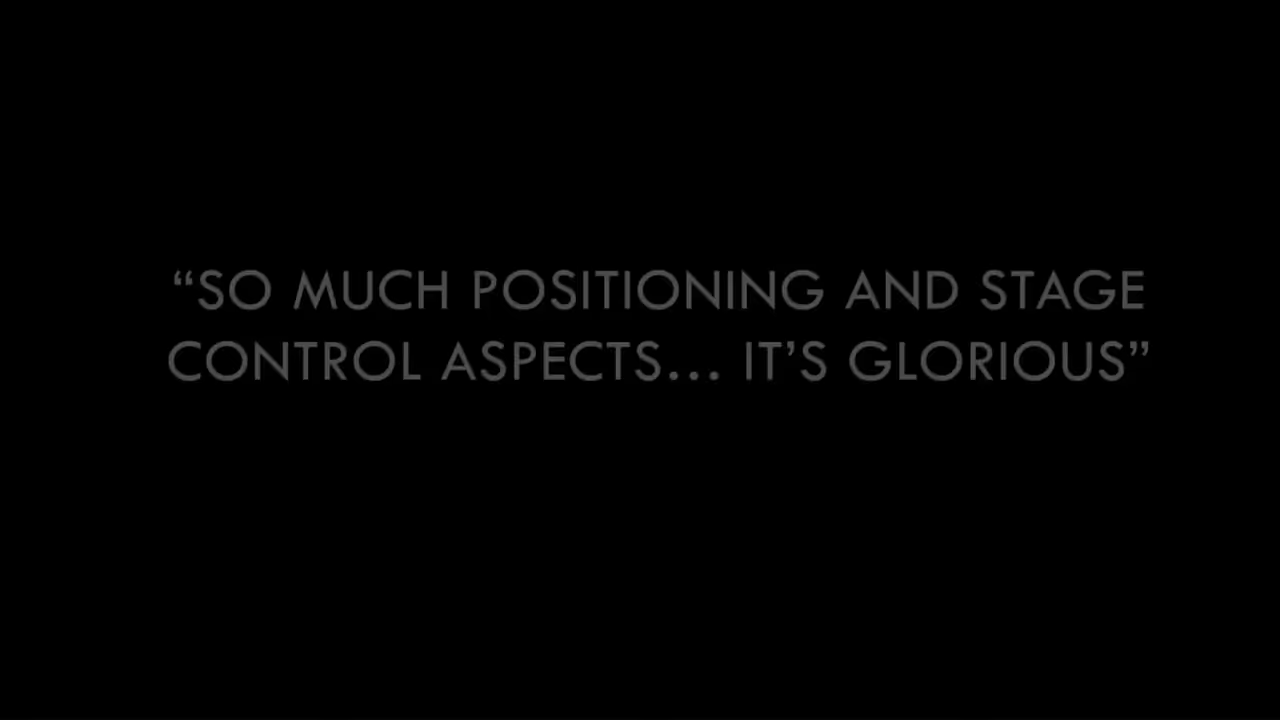 “SO MUCH POSITIONING AND STAGE
CONTROL ASPECTS... IT’S GLORIOUS”